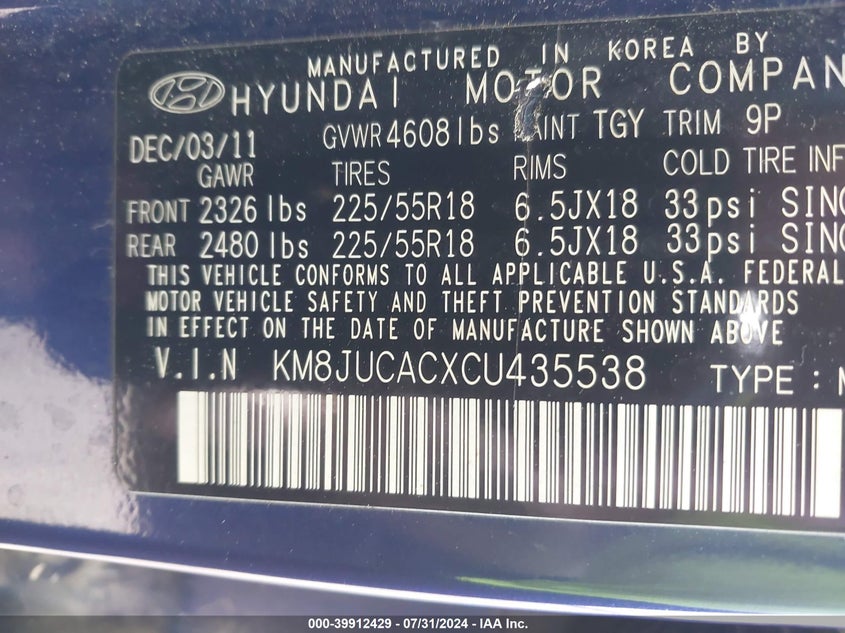 MANUFACTURED IN KOREA BY
HYUNDAI MOTOR COMPAN
DEC/03/11 GVWR 4608 lbs PAINT TGY TRIM 9P
GAWR TIRES RIMS COLD TIRE INF
FRONT 2326 lbs 225/55R18 6.5JX18 33psi SING
REAR 2480 lbs 225/55R18 6.5JX18 33psi SING
THIS VEHICLE CONFORMS TO ALL APPLICABLE U.S.A. FEDERAL
MOTOR VEHICLE SAFETY AND THEFT PREVENTION STANDARDS
IN EFFECT ON THE DATE OF MANUFACTURE SHOWN ABOVE
V.I.N KM8JUCACXCU435538 TYPE : M
000-39912429 - 07/31/2024 - IAA Inc.